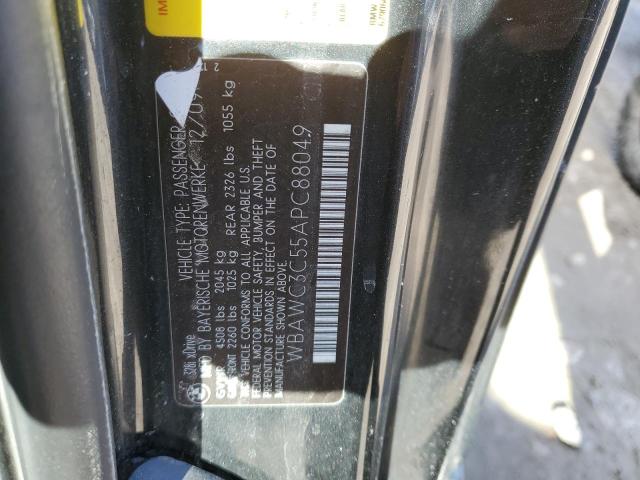 VEHICLE TYPE: PASSENGER
328i xDrive
MFD BY BAYERISCHE MOTORENWERKE 12/09
GVWR 4508 lbs 2045 kg
GAWR FRONT 2260 lbs 1025 kg REAR 2326 lbs 1055 kg
THIS VEHICLE CONFORMS TO ALL APPLICABLE U.S.
FEDERAL MOTOR VEHICLE SAFETY, BUMPER AND THEFT
PREVENTION STANDARDS IN EFFECT ON THE DATE OF
MANUFACTURE SHOWN ABOVE.
WBAWC3C55APC88049
BMW